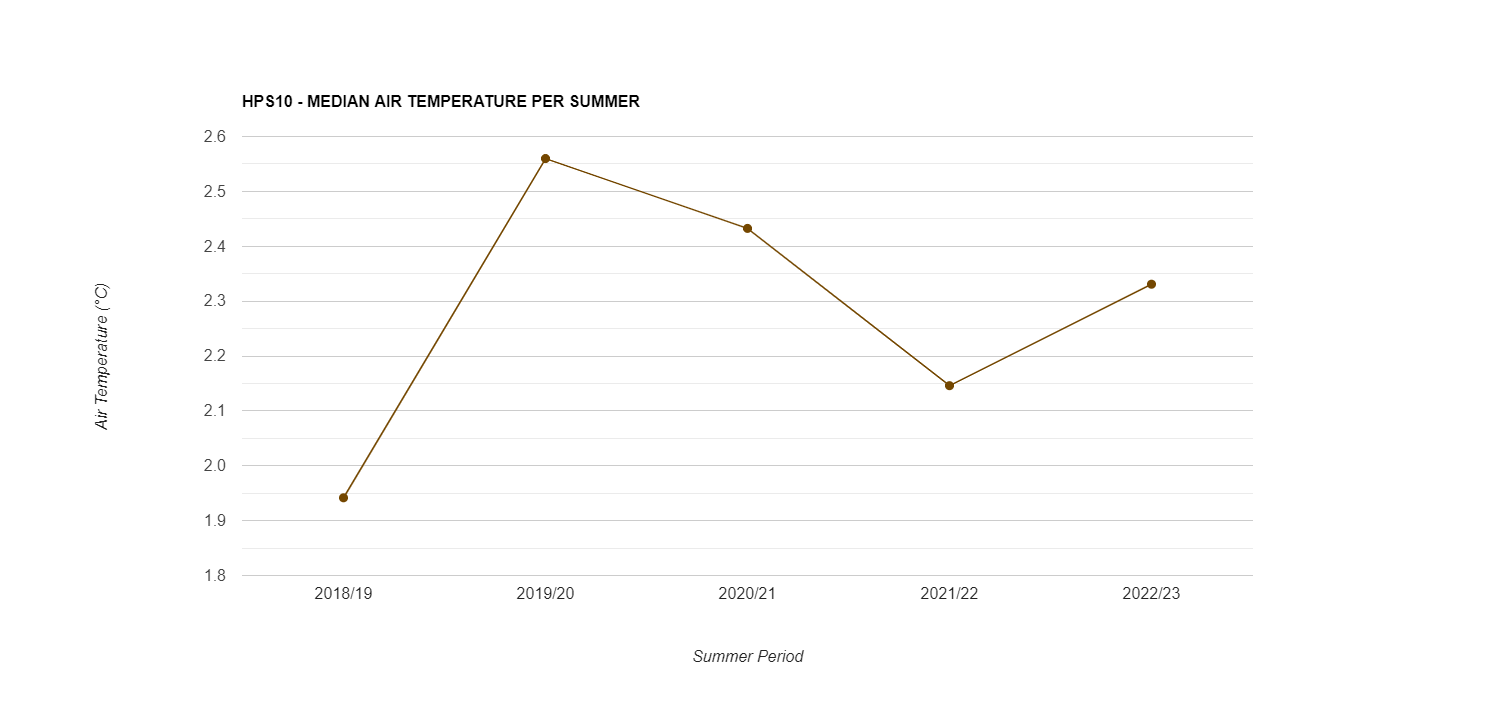 HPS10 - MEDIAN AIR TEMPERATURE PER SUMMER
2.6
2.5
2.4
2.3
2.2
2.1
2.0
1.9
1.8
Air Temperature (°C)
2018/19 2019/20 2020/21 2021/22 2022/23
Summer Period